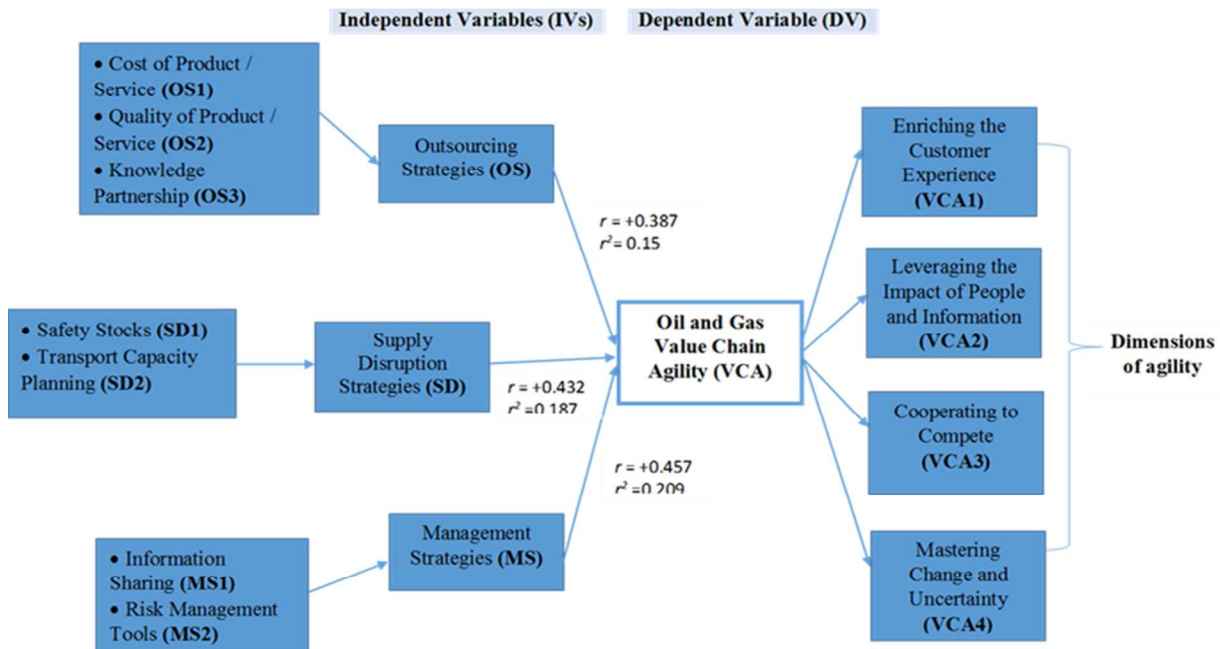 Independent Variables (IVs)
Dependent Variable (DV)
• Cost of Product /
Service (OS1)
• Quality of Product /
Service (OS2)
• Knowledge
Partnership (OS3)
Outsourcing
Strategies (OS)
r = +0.387
r²= 0.15
• Safety Stocks (SD1)
• Transport Capacity
Planning (SD2)
Supply
Disruption
Strategies (SD)
r = +0.432
r² =0.187
• Information
Sharing (MS1)
• Risk Management
Tools (MS2)
Management
Strategies (MS)
r = +0.457
r² =0.209
Oil and Gas
Value Chain
Agility (VCA)
Enriching the
Customer
Experience
(VCA1)
Leveraging the
Impact of People
and Information
(VCA2)
Cooperating to
Compete
(VCA3)
Mastering
Change and
Uncertainty
(VCA4)
Dimensions
of agility